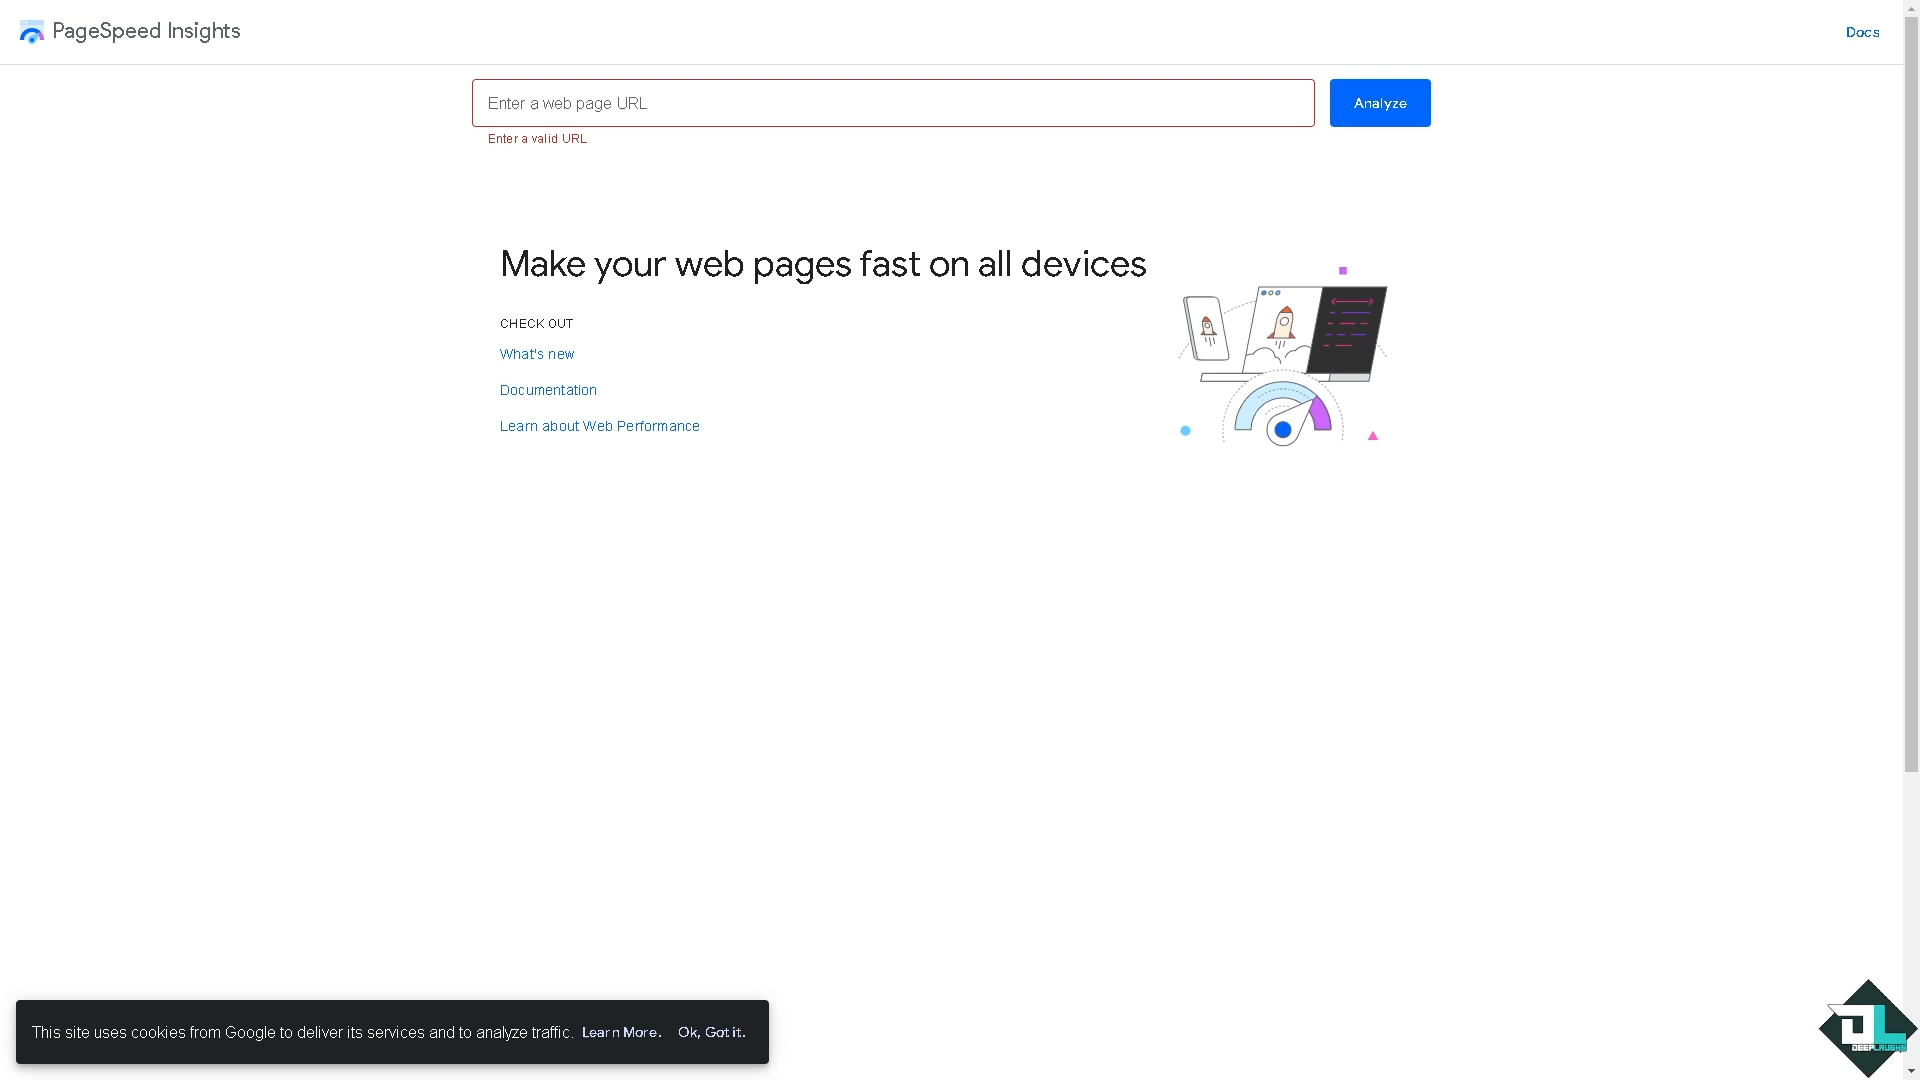 PageSpeed Insights
Docs
Enter a web page URL
Analyze
Enter a valid URL
Make your web pages fast on all devices
CHECK OUT
What's new
Documentation
Learn about Web Performance
This site uses cookies from Google to deliver its services and to analyze traffic. Learn More. Ok, Got it.
DEEPLAUGHS